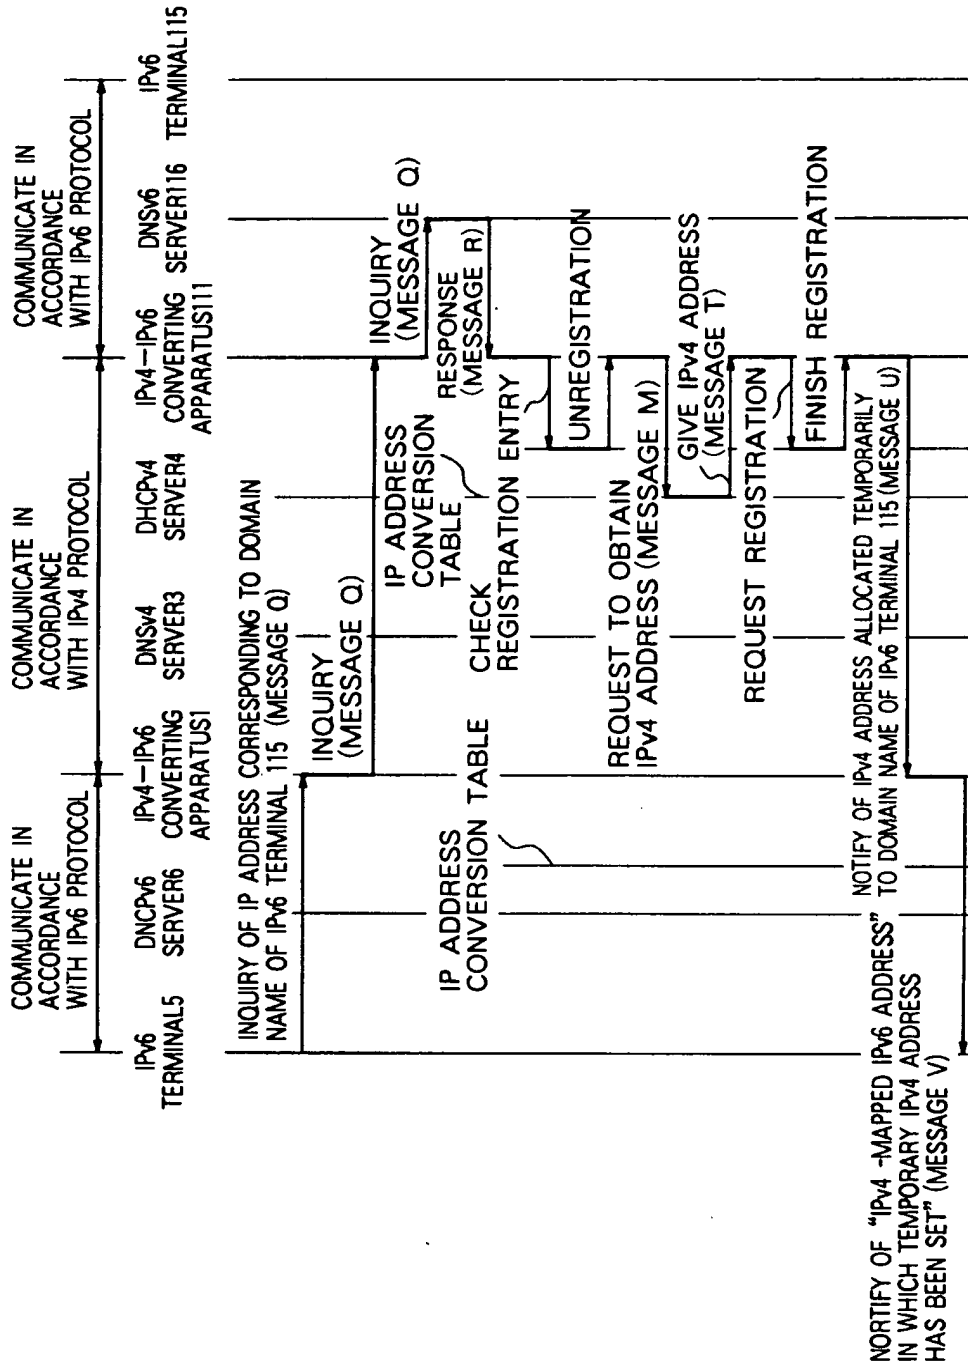 COMMUNICATE IN
ACCORDANCE
WITH IPv6 PROTOCOL
COMMUNICATE IN
ACCORDANCE
WITH IPv4 PROTOCOL
COMMUNICATE IN
ACCORDANCE
WITH IPv6 PROTOCOL
IPv6
TERMINAL5
DNCPv6
SERVER6
IPv4-IPv6
CONVERTING
APPARATUS1
DNSv4
SERVER3
DHCPv4
SERVER4
IPv4-IPv6
CONVERTING
APPARATUS111
DNSv6
SERVER116
IPv6
TERMINAL115
INQUIRY OF IP ADDRESS CORRESPONDING TO DOMAIN
NAME OF IPv6 TERMINAL 115 (MESSAGE Q)
INQUIRY
(MESSAGE Q)
INQUIRY
(MESSAGE Q)
IP ADDRESS
CONVERSION
TABLE
RESPONSE
(MESSAGE R)
IP ADDRESS
CONVERSION TABLE
CHECK
REGISTRATION ENTRY
UNREGISTRATION
REQUEST TO OBTAIN
IPv4 ADDRESS (MESSAGE M)
GIVE IPv4 ADDRESS
(MESSAGE T)
REQUEST REGISTRATION
FINISH REGISTRATION
NOTIFY OF IPv4 ADDRESS ALLOCATED TEMPORARILY
TO DOMAIN NAME OF IPv6 TERMINAL 115 (MESSAGE U)
NORTIFY OF "IPv4 -MAPPED IPv6 ADDRESS"
IN WHICH TEMPORARY IPv4 ADDRESS
HAS BEEN SET" (MESSAGE V)